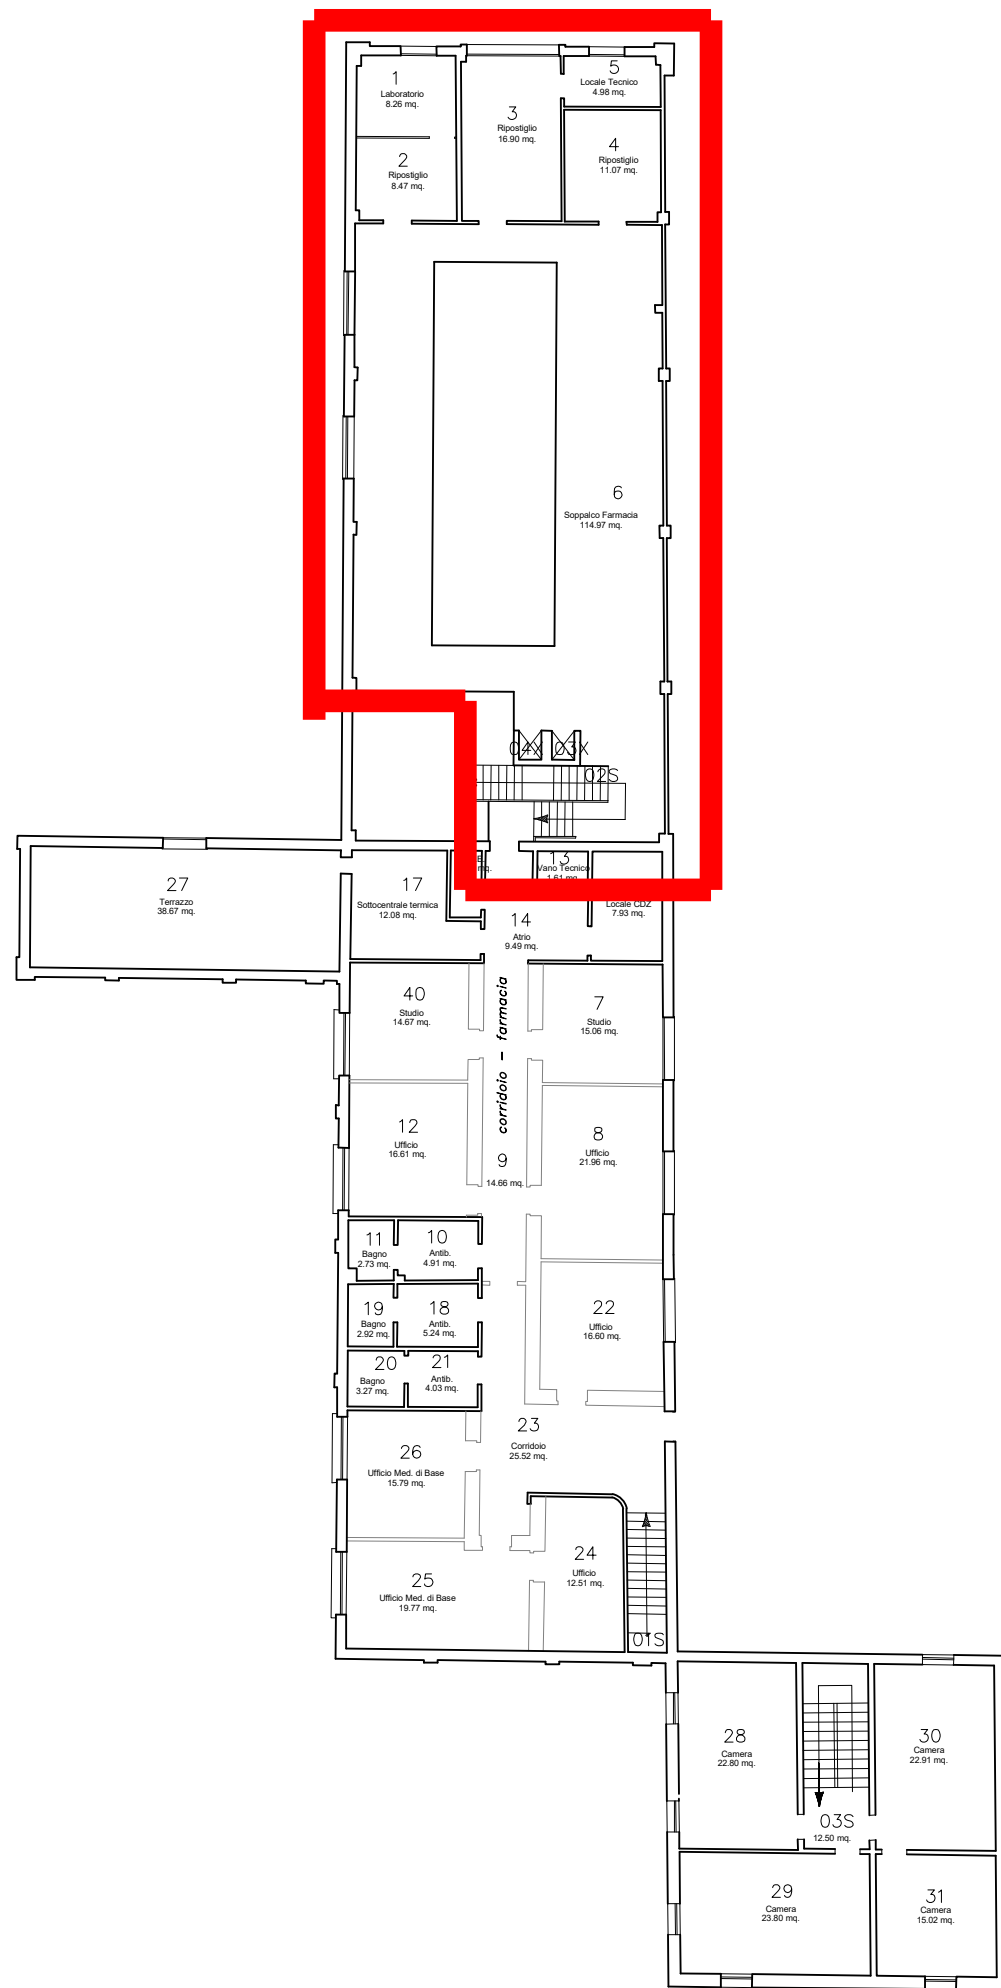 1
Laboratorio
8.26 mq.
2
Ripostiglio
8.47 mq.
3
Ripostiglio
16.90 mq.
5
Locale Tecnico
4.98 mq.
4
Ripostiglio
11.07 mq.
6
Soppalco Farmacia
114.97 mq.
04X 03X
02S
13
Vano Tecnico
1.61 mq.
mq.
27
Terrazzo
38.67 mq.
17
Sottocentrale termica
12.08 mq.
14
Atrio
9.49 mq.
Locale CDZ
7.93 mq.
40
Studio
14.67 mq.
corridoio - farmacia
7
Studio
15.06 mq.
12
Ufficio
16.61 mq.
9
14.66 mq.
8
Ufficio
21.96 mq.
11
Bagno
2.73 mq.
10
Antib.
4.91 mq.
19
Bagno
2.92 mq.
18
Antib.
5.24 mq.
22
Ufficio
16.60 mq.
20
Bagno
3.27 mq.
21
Antib.
4.03 mq.
23
Corridoio
25.52 mq.
26
Ufficio Med. di Base
15.79 mq.
25
Ufficio Med. di Base
19.77 mq.
24
Ufficio
12.51 mq.
01S
28
Camera
22.80 mq.
30
Camera
22.91 mq.
03S
12.50 mq.
29
Camera
23.80 mq.
31
Camera
15.02 mq.